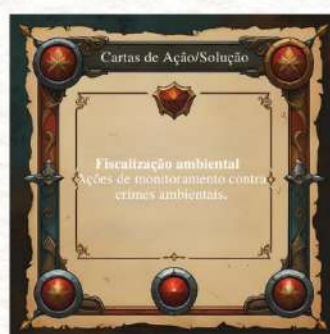 Cartas de Ação/Solução
Fiscalização ambiental
Ações de monitoramento contra
crimes ambientais.